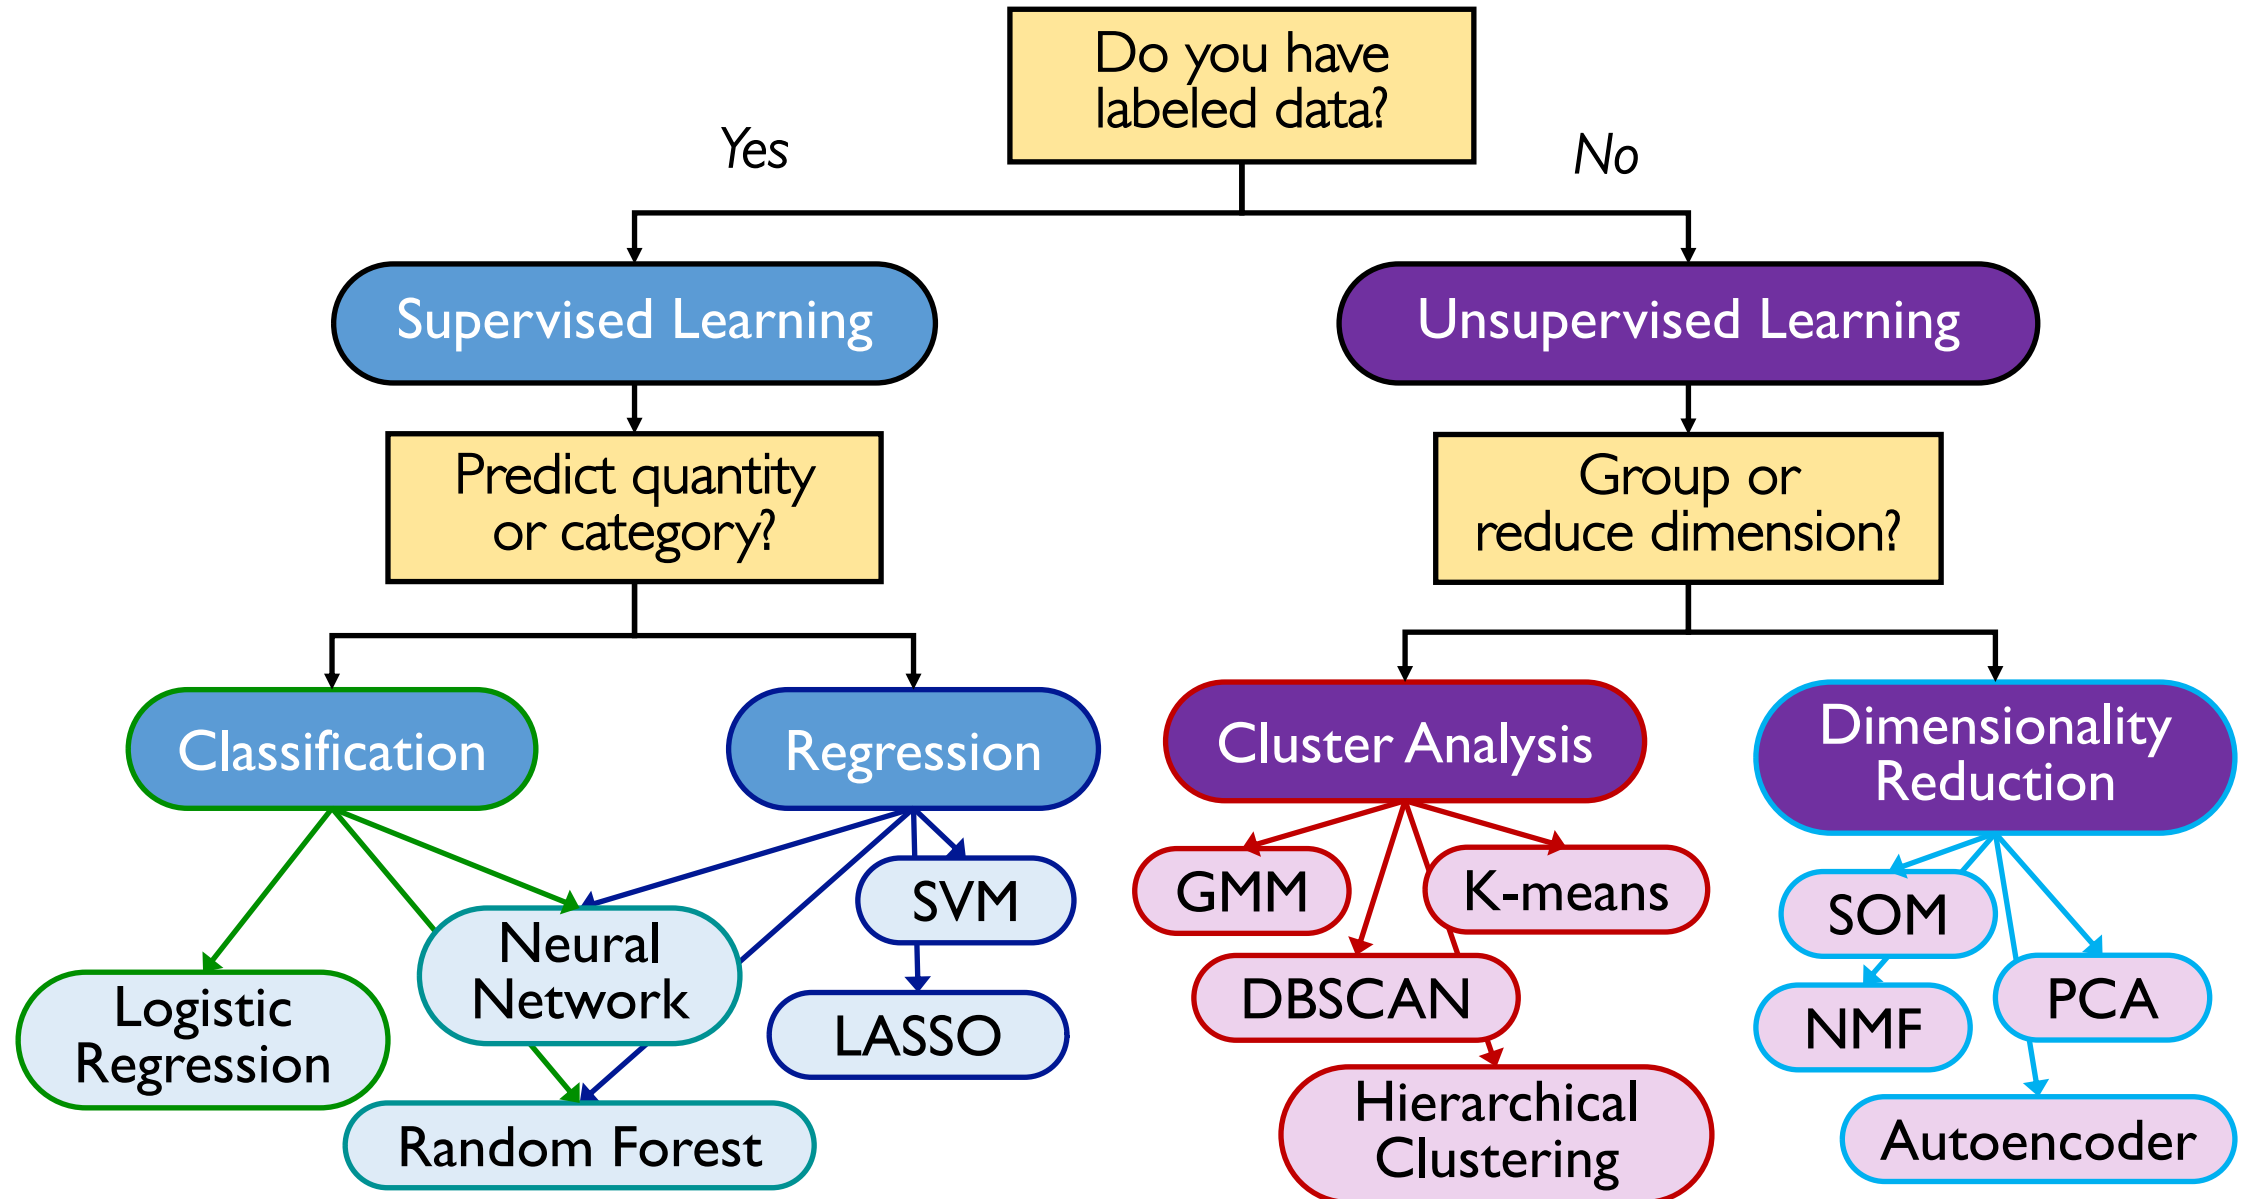 Do you have
labeled data?
Yes
No
Supervised Learning
Unsupervised Learning
Predict quantity
or category?
Group or
reduce dimension?
Classification
Regression
Cluster Analysis
Dimensionality
Reduction
SVM
GMM
K-means
SOM
Neural
Network
Logistic
Regression
LASSO
DBSCAN
NMF
PCA
Random Forest
Hierarchical
Clustering
Autoencoder